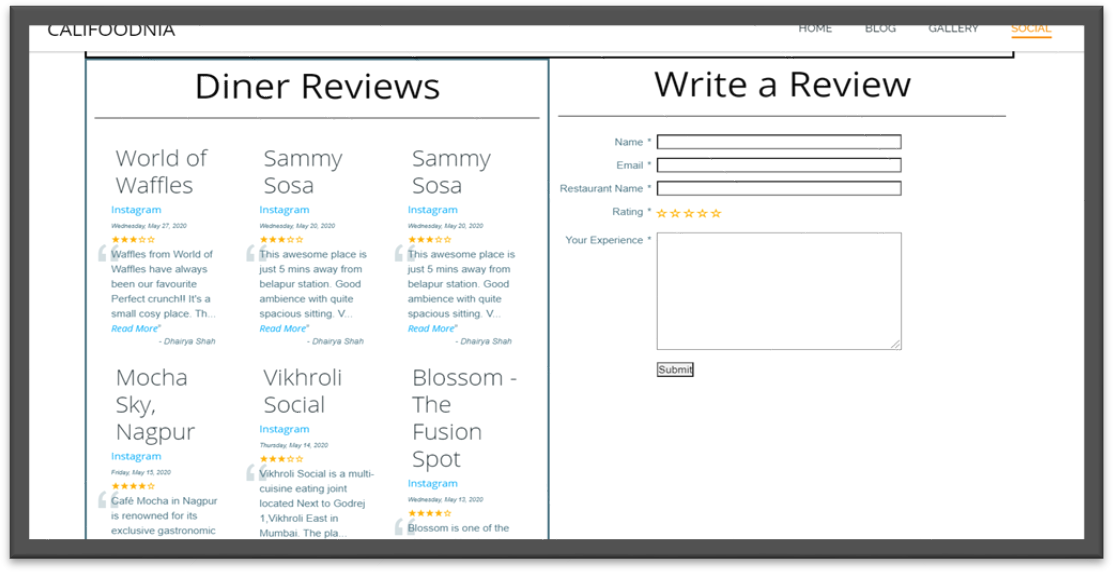 CALIFOODNIA
HOME BLOG GALLERY SOCIAL
Diner Reviews
World of
Waffles
Instagram
Wednesday, May 27, 2020
★★★☆☆
“Waffles from World of
Waffles have always
been our favourite
Perfect crunch!! It's a
small cosy place. Th...
Read More"
- Dhairya Shah
Sammy
Sosa
Instagram
Wednesday, May 20, 2020
★★★☆☆
“This awesome place is
just 5 mins away from
belapur station. Good
ambience with quite
spacious sitting. V...
Read More"
- Dhairya Shah
Sammy
Sosa
Instagram
Wednesday, May 20, 2020
★★★☆☆
“This awesome place is
just 5 mins away from
belapur station. Good
ambience with quite
spacious sitting. V...
Read More"
- Dhairya Shah
Mocha
Sky,
Nagpur
Instagram
Friday, May 15, 2020
★★★★☆
“Café Mocha in Nagpur
is renowned for its
exclusive gastronomic
Vikhroli
Social
Instagram
Thursday, May 14, 2020
★★★☆☆
“Vikhroli Social is a multi-
cuisine eating joint
located Next to Godrej
1,Vikhroli East in
Mumbai. The pla...
Blossom -
The
Fusion
Spot
Instagram
Wednesday, May 13, 2020
★★★★☆
“Blossom is one of the
Write a Review
Name *
Email *
Restaurant Name *
Rating * ☆☆☆☆☆
Your Experience *
Submit